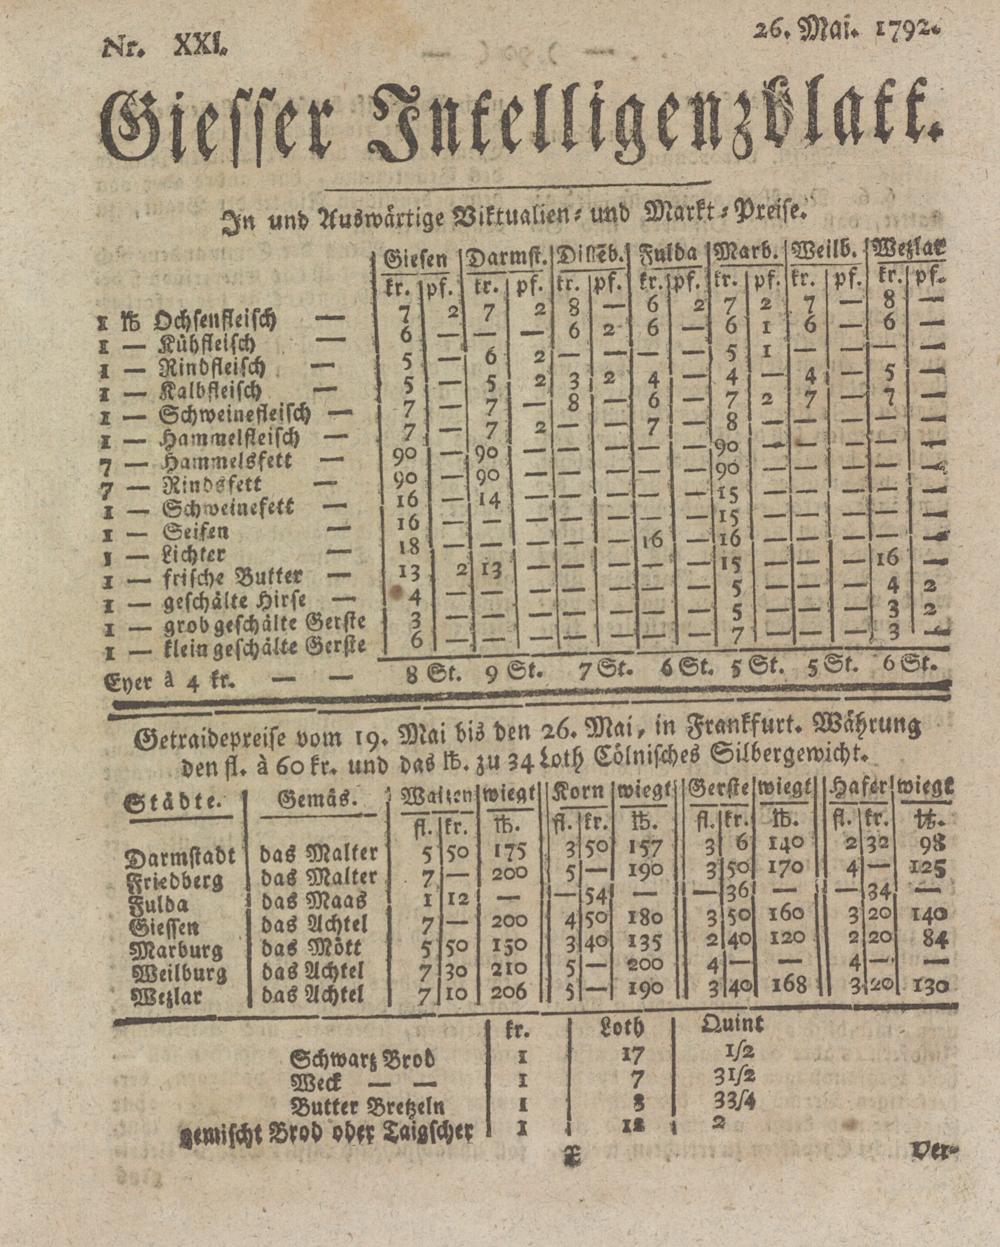 Nr. XXI. 26. Mai. 1792.
Giesser Intelligenzblatt.
In und Auswärtige Viktualien- und Markt-Preise.
Giesen Darmst. Dilleb. Fulda Marb. Weilb. Wetzlar
kr. pf. kr. pf. kr. pf. kr. pf. kr. pf. kr. pf. kr. pf.
1 ℔ Ochsenfleisch — 7 2 7 2 8 — 6 2 7 2 7 — 8 —
1 — Kühfleisch — 6 — — — 6 2 6 — 6 1 6 — 6 —
1 — Rindfleisch — 5 — 6 2 — — — — 5 1 — — — —
1 — Kalbfleisch — 5 — 5 2 3 2 4 — 4 — 4 — 5 —
1 — Schweinefleisch — 7 — 7 — 8 — 6 — 7 2 7 — 7 —
1 — Hammelfleisch — 7 — 7 2 — — 7 — 8 — — — — —
7 — Hammelsfett — 90 — 90 — — — — — 90 — — — — —
7 — Rindsfett — 90 — 90 — — — — — 90 — — — — —
1 — Schweinefett — 16 — 14 — — — — — 15 — — — — —
1 — Seifen — 16 — — — — — — — 15 — — — — —
1 — Lichter — 18 — — — — — 16 — 16 — — — — —
1 — frische Butter — 13 2 13 — — — — — 15 — — — 16 —
1 — geschälte Hirse — 4 — — — — — — — 5 — — — 4 2
1 — grob geschälte Gerste 3 — — — — — — — 5 — — — 3 2
1 — klein geschälte Gerste 6 — — — — — — — 7 — — — 3 —
Eyer à 4 kr. — — 8 St. 9 St. 7 St. 6 St. 5 St. 5 St. 6 St.
Getraidepreise vom 19. Mai bis den 26. Mai, in Frankfurt. Währung
den fl. à 60 kr. und das ℔. zu 34 Loth Cölnisches Silbergewicht.
Städte. Gemäs. Waitzen wiegt Korn wiegt Gerste wiegt Hafer wiegt
fl. kr. ℔. fl. kr. ℔. fl. kr. ℔. fl. kr. ℔.
Darmstadt das Malter 5 50 175 3 50 157 3 6 140 2 32 98
Friedberg das Malter 7 — 200 5 — 190 3 50 170 4 — 125
Fulda das Maas 1 12 — — 54 — — 36 — — 34 —
Giessen das Achtel 7 — 200 4 50 180 3 50 160 3 20 140
Marburg das Mött 5 50 150 3 40 135 2 40 120 2 20 84
Weilburg das Achtel 7 30 210 5 — 200 4 — — 4 — —
Wetzlar das Achtel 7 10 206 5 — 190 3 40 168 3 20 130
kr. Loth Quint
Schwartz Brod 1 17 1/2
Weck — — 1 7 3 1/2
Butter Bretzeln 1 3 3/4
gemischt Brod oder Taigscher 1 2
X Ver-